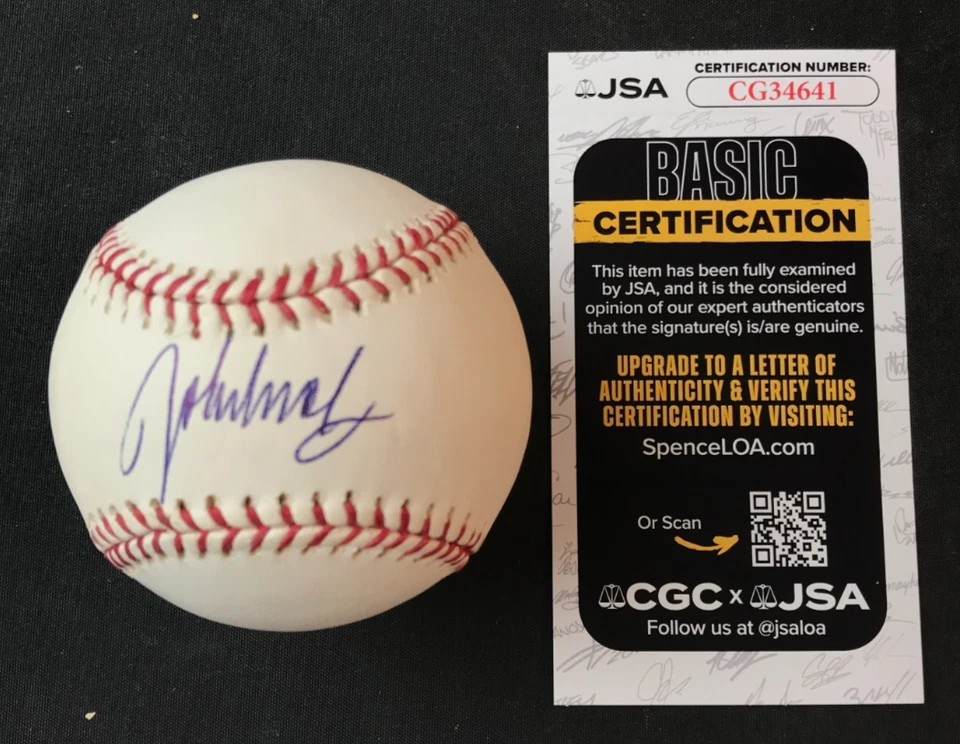 JSA
CERTIFICATION NUMBER:
CG34641
BASIC
CERTIFICATION
This item has been fully examined
by JSA, and it is the considered
opinion of our expert authenticators
that the signature(s) is/are genuine.
UPGRADE TO A LETTER OF
AUTHENTICITY & VERIFY THIS
CERTIFICATION BY VISITING:
SpenceLOA.com
Or Scan
CGC x JSA
Follow us at @jsaloa